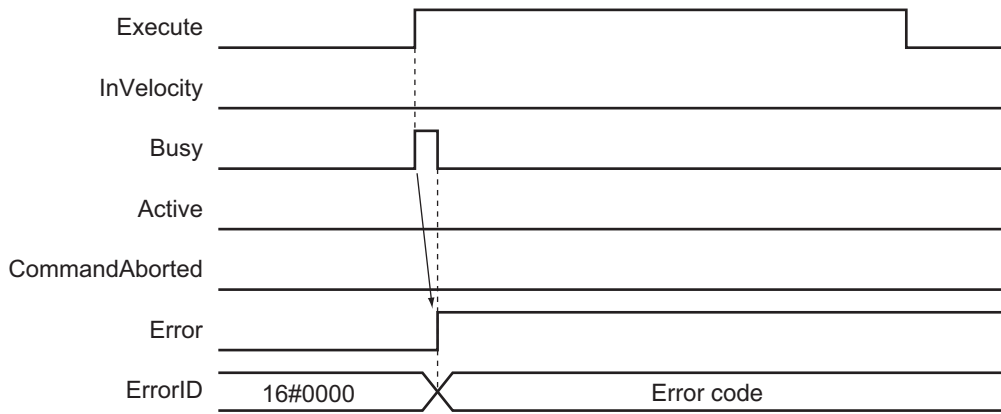 Execute
InVelocity
Busy
Active
CommandAborted
Error
ErrorID
16#0000
Error code